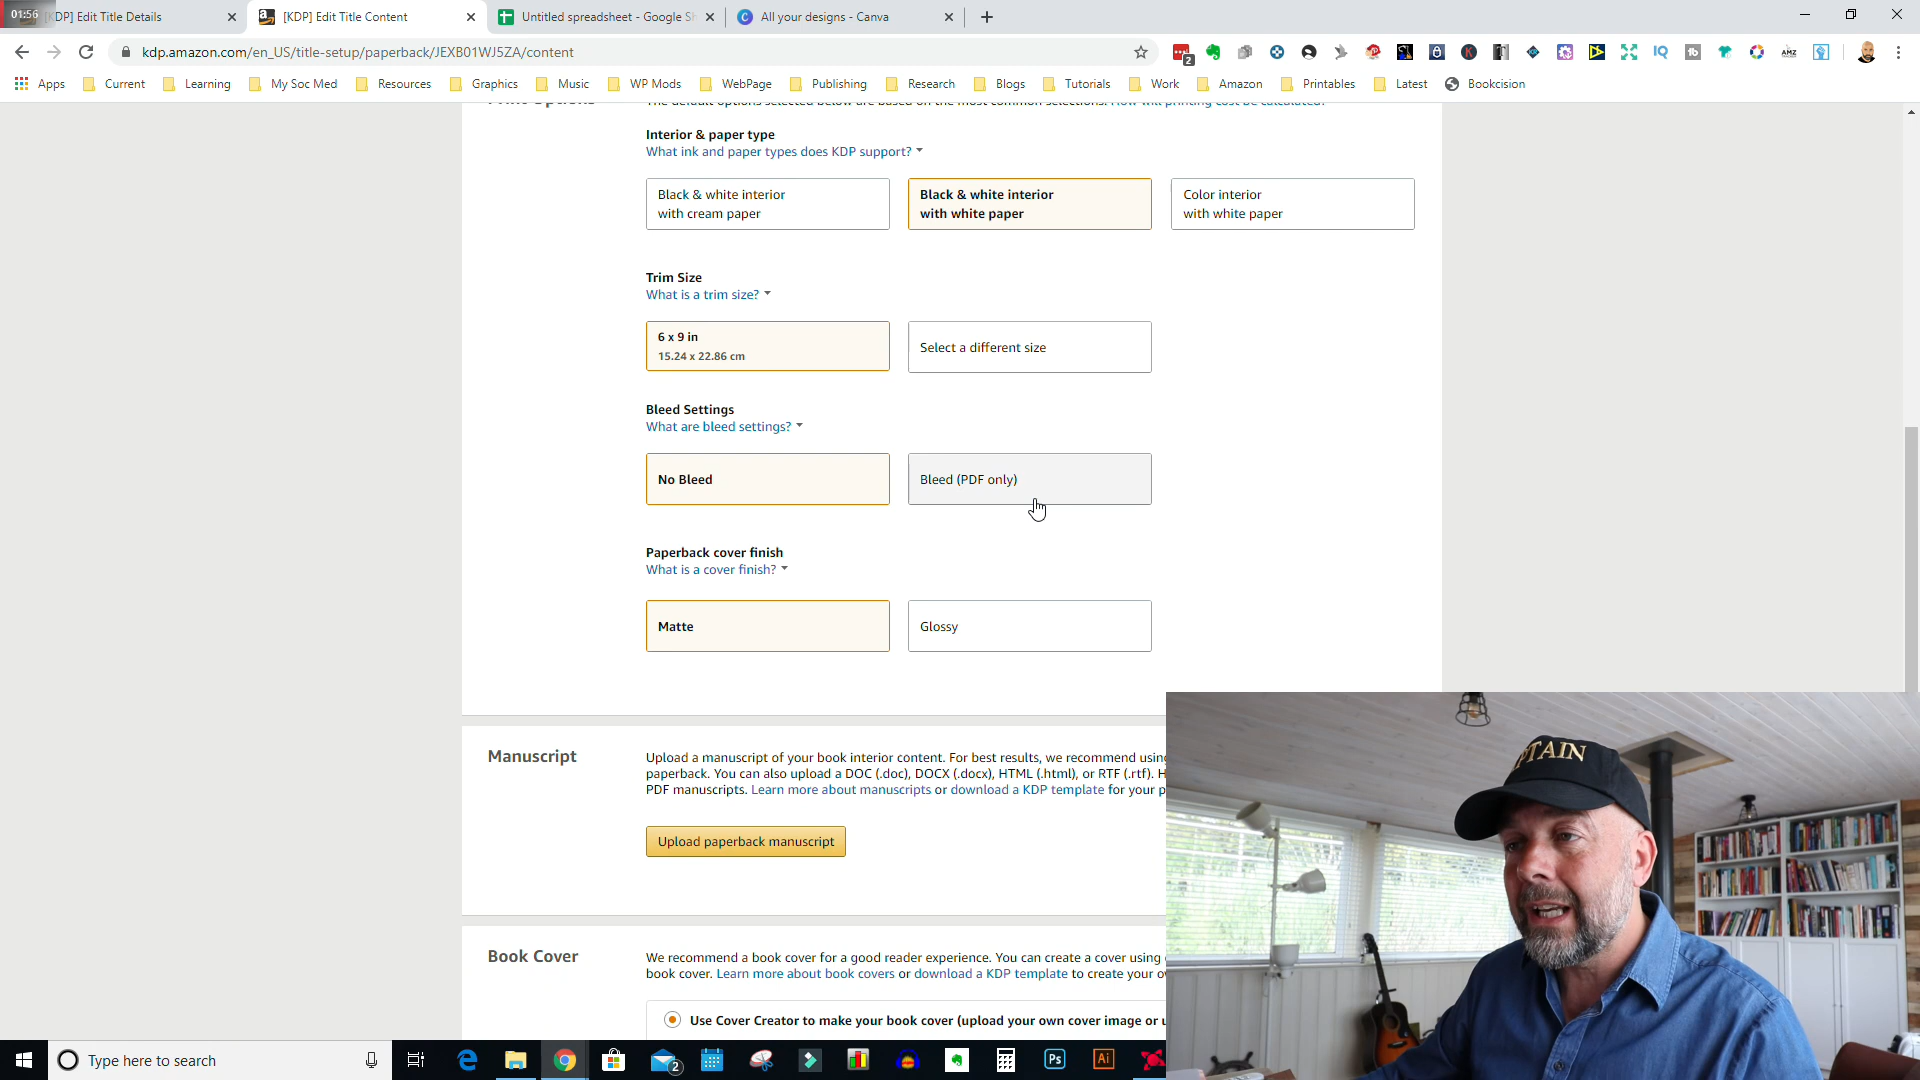 01:56
KDP] Edit Title Details
[KDP] Edit Title Content
Untitled spreadsheet - Google Sh
All your designs - Canva
kdp.amazon.com/en_US/title-setup/paperback/JEXB01WJ5ZA/content
Apps
Current
Learning
My Soc Med
Resources
Graphics
Music
WP Mods
WebPage
Publishing
Research
Blogs
Tutorials
Work
Amazon
Printables
Latest
Bookcision
Interior & paper type
What ink and paper types does KDP support?
Black & white interior
with cream paper
Black & white interior
with white paper
Color interior
with white paper
Trim Size
What is a trim size?
6 x 9 in
15.24 x 22.86 cm
Select a different size
Bleed Settings
What are bleed settings?
No Bleed
Bleed (PDF only)
Paperback cover finish
What is a cover finish?
Matte
Glossy
Manuscript
Upload a manuscript of your book interior content. For best results, we recommend using
paperback. You can also upload a DOC (.doc), DOCX (.docx), HTML (.html), or RTF (.rtf). H
PDF manuscripts. Learn more about manuscripts or download a KDP template for your p
Upload paperback manuscript
Book Cover
We recommend a book cover for a good reader experience. You can create a cover using
book cover. Learn more about book covers or download a KDP template to create your o
Use Cover Creator to make your book cover (upload your own cover image or u
PTAIN
Type here to search
2
Ps
Ai